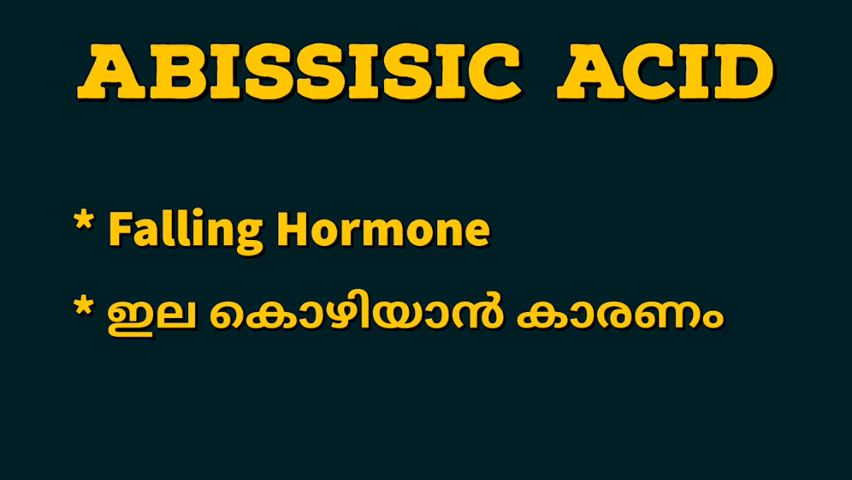 ABISSISIC ACID
* Falling Hormone
* ഇല കൊഴിയാൻ കാരണം